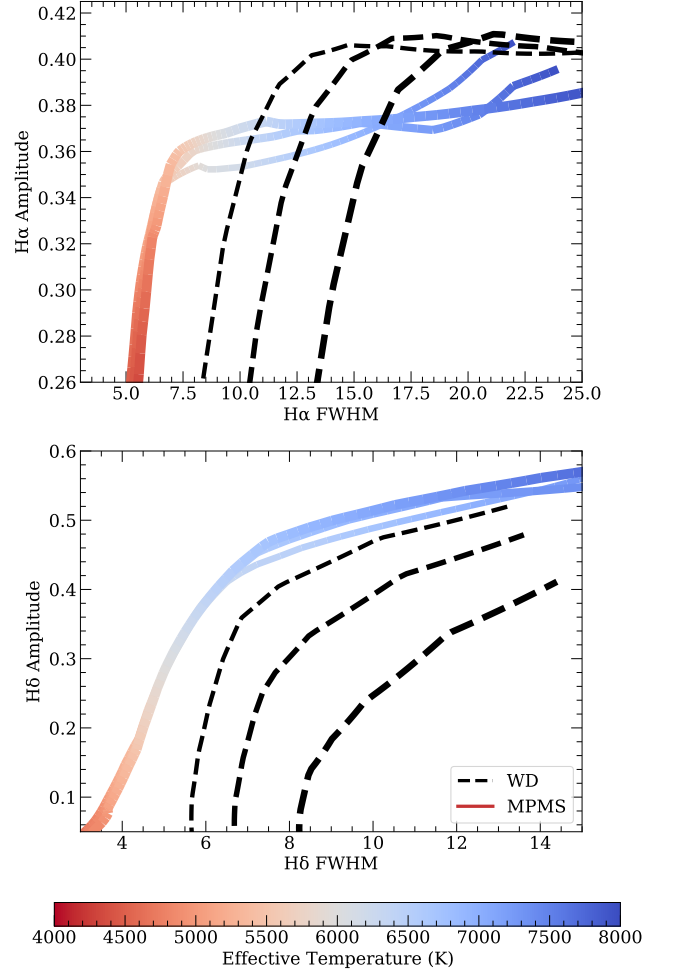 0.42
0.40
0.38
0.36
0.34
0.32
0.30
0.28
0.26
Hα Amplitude
5.0 7.5 10.0 12.5 15.0 17.5 20.0 22.5 25.0
Hα FWHM
0.6
0.5
0.4
0.3
0.2
0.1
Hδ Amplitude
WD
MPMS
4 6 8 10 12 14
Hδ FWHM
4000 4500 5000 5500 6000 6500 7000 7500 8000
Effective Temperature (K)